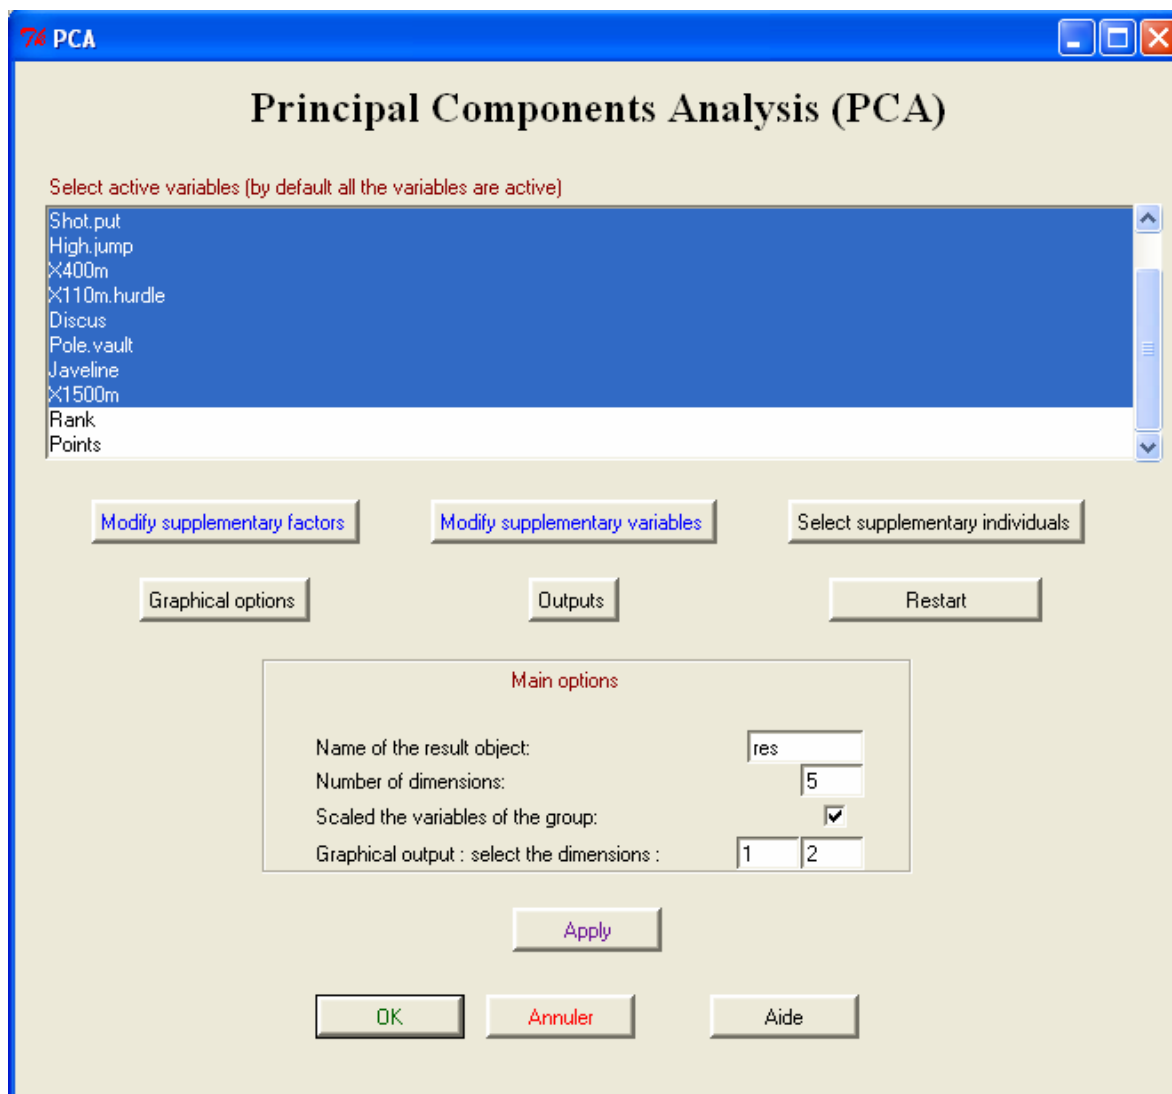 PCA
Principal Components Analysis (PCA)
Select active variables (by default all the variables are active)
Shot.put
High.jump
X400m
X110m.hurdle
Discus
Pole.vault
Javeline
X1500m
Rank
Points
Modify supplementary factors Modify supplementary variables Select supplementary individuals
Graphical options Outputs Restart
Main options
Name of the result object: res
Number of dimensions: 5
Scaled the variables of the group:
Graphical output : select the dimensions : 1 2
Apply
OK Annuler Aide